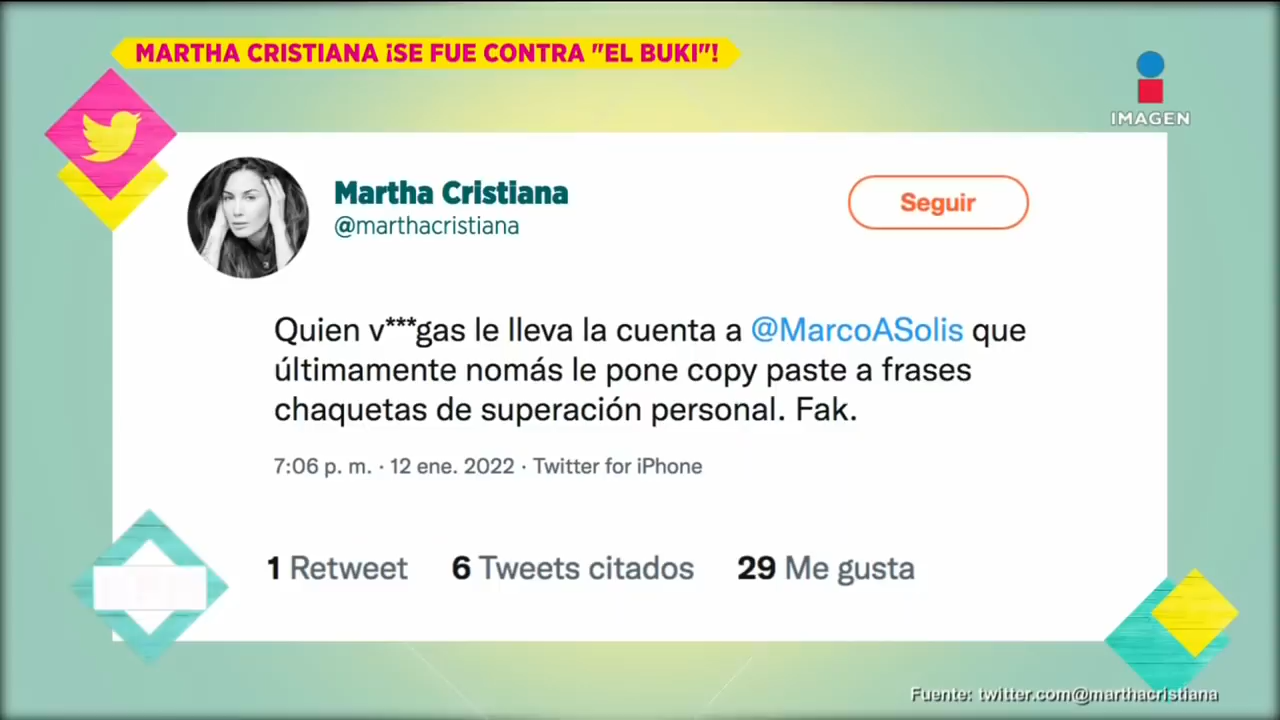 MARTHA CRISTIANA ¡SE FUE CONTRA "EL BUKI"!
IMAGEN
Martha Cristiana
@marthacristiana
Seguir
Quien v***gas le lleva la cuenta a @MarcoASolis que
últimamente nomás le pone copy paste a frases
chaquetas de superación personal. Fak.
7:06 p. m. · 12 ene. 2022 · Twitter for iPhone
1 Retweet 6 Tweets citados 29 Me gusta
Fuente: twitter.com@marthacristiana